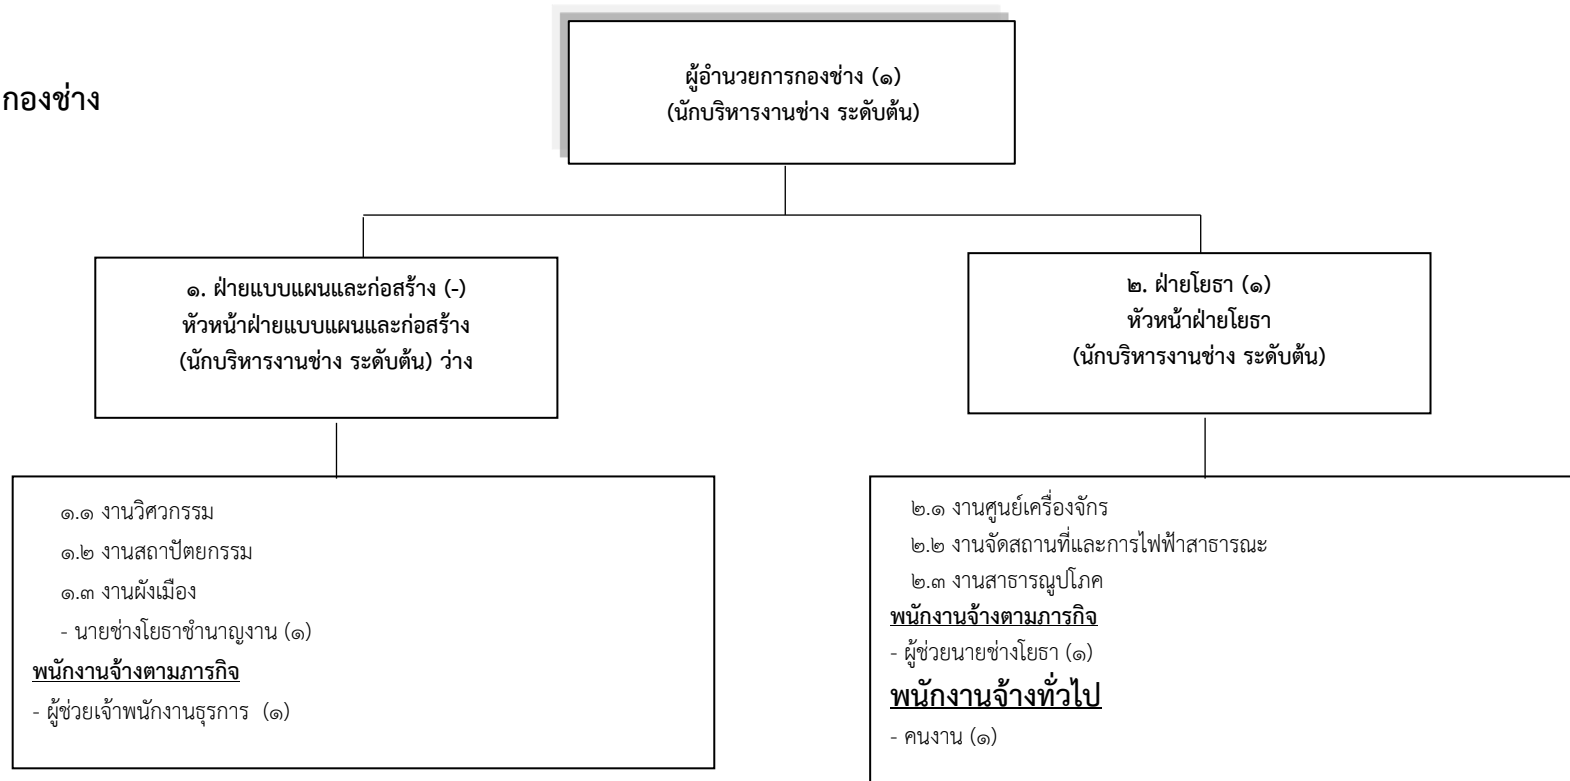 กองช่าง
ผู้อำนวยการกองช่าง (๑)
(นักบริหารงานช่าง ระดับต้น)
๑. ฝ่ายแบบแผนและก่อสร้าง (-)
หัวหน้าฝ่ายแบบแผนและก่อสร้าง
(นักบริหารงานช่าง ระดับต้น) ว่าง
๒. ฝ่ายโยธา (๑)
หัวหน้าฝ่ายโยธา
(นักบริหารงานช่าง ระดับต้น)
๑.๑ งานวิศวกรรม
๑.๒ งานสถาปัตยกรรม
๑.๓ งานผังเมือง
- นายช่างโยธาชำนาญงาน (๑)
พนักงานจ้างตามภารกิจ
- ผู้ช่วยเจ้าพนักงานธุรการ (๑)
๒.๑ งานศูนย์เครื่องจักร
๒.๒ งานจัดสถานที่และการไฟฟ้าสาธารณะ
๒.๓ งานสาธารณูปโภค
พนักงานจ้างตามภารกิจ
- ผู้ช่วยนายช่างโยธา (๑)
พนักงานจ้างทั่วไป
- คนงาน (๑)